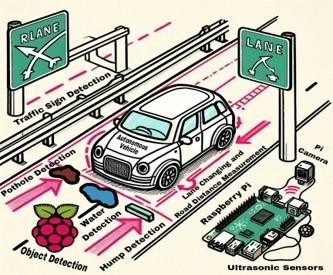 RLANE
LANE
Traffic Sign Detection
Autonomous
Vehicle
Pothole Detection
Water
Detection
Lane Changing and
Road Distance Measurement
Pi
Camera
Raspberry Pi
Object Detection
Hump Detection
Ultrasonic Sensors